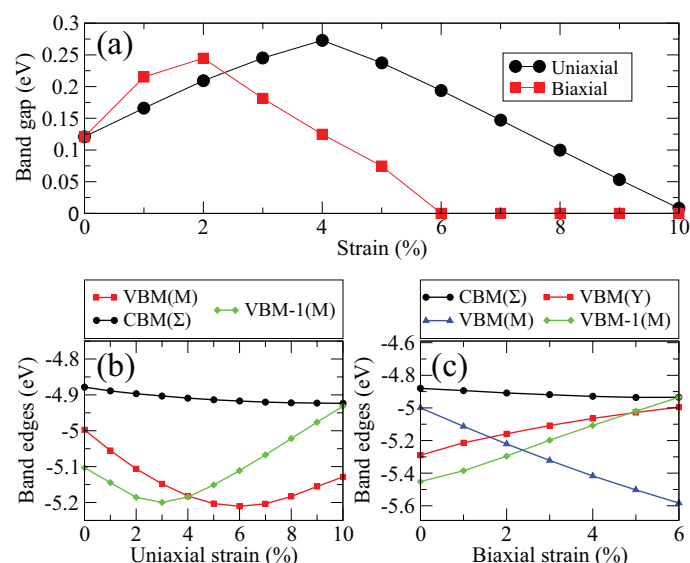 0.3
0.25
0.2
0.15
0.1
0.05
0
Band gap (eV)
(a)
Uniaxial
Biaxial
0 2 4 6 8 10
Strain (%)
VBM(M)
CBM(Σ)
VBM-1(M)
-4.8
-4.9
-5
-5.1
-5.2
Band edges (eV)
(b)
0 2 4 6 8 10
Uniaxial strain (%)
CBM(Σ) VBM(Y)
VBM(M) VBM-1(M)
-4.6
-4.8
-5
-5.2
-5.4
-5.6
Band edges (eV)
(c)
0 1 2 3 4 5 6
Biaxial strain (%)